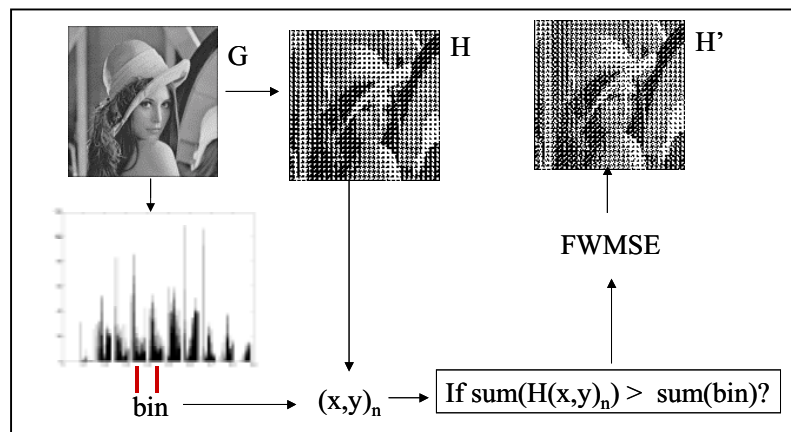 G
H
H’
FWMSE
bin
(x,y)n
If sum(H(x,y)n) > sum(bin)?